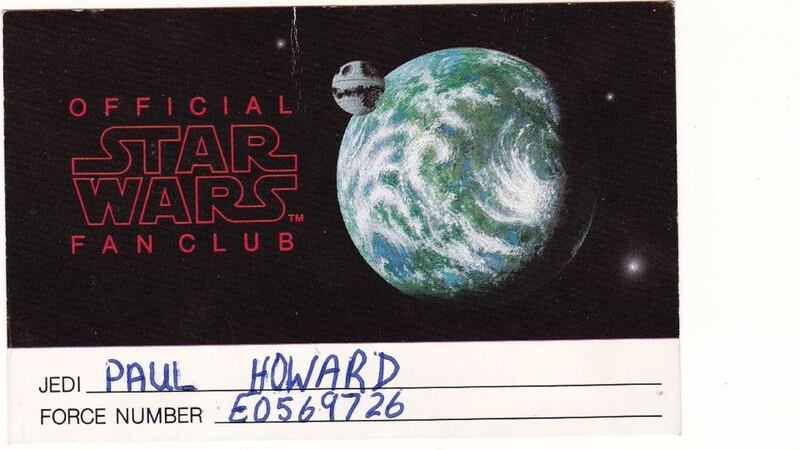 OFFICIAL
STAR
WARS™
FAN CLUB
JEDI PAUL HOWARD
FORCE NUMBER E0569726